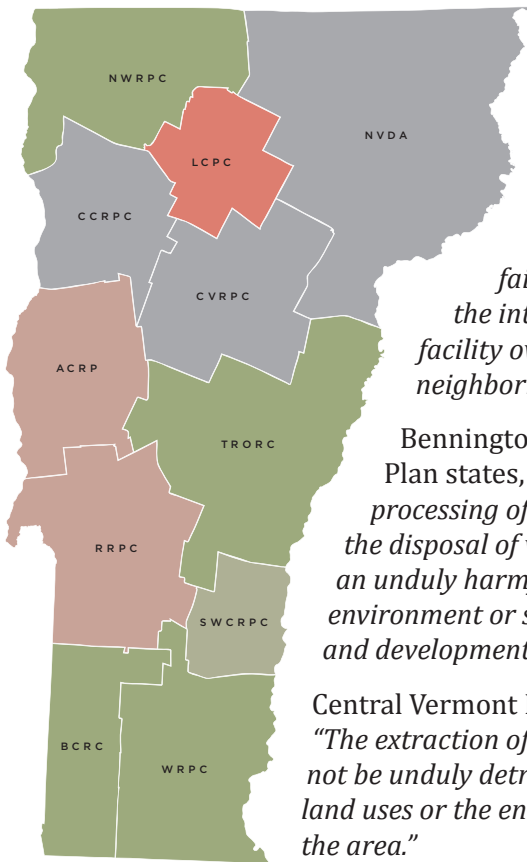 NWRPC
NVDA
LCPC
CCRPC
CVRPC
ACRP
TRORC
RRPC
SWCRPC
BCRC
WRPC
fai
the int
facility ov
neighbor
Benningto
Plan states,
processing of
the disposal of
an unduly harm
environment or s
and development
Central Vermont
“The extraction of
not be unduly detr
land uses or the en
the area.”